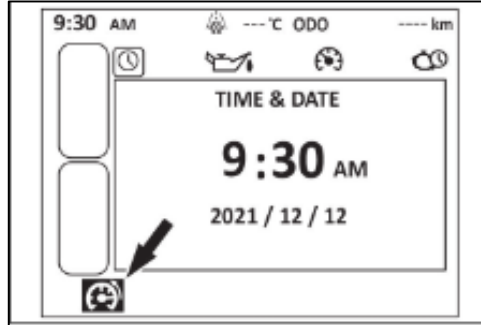 9:30 AM ---°C ODO ---- km
TIME & DATE
9:30 AM
2021 / 12 / 12